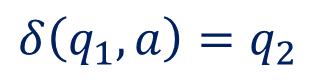 δ(q₁, a) = q₂